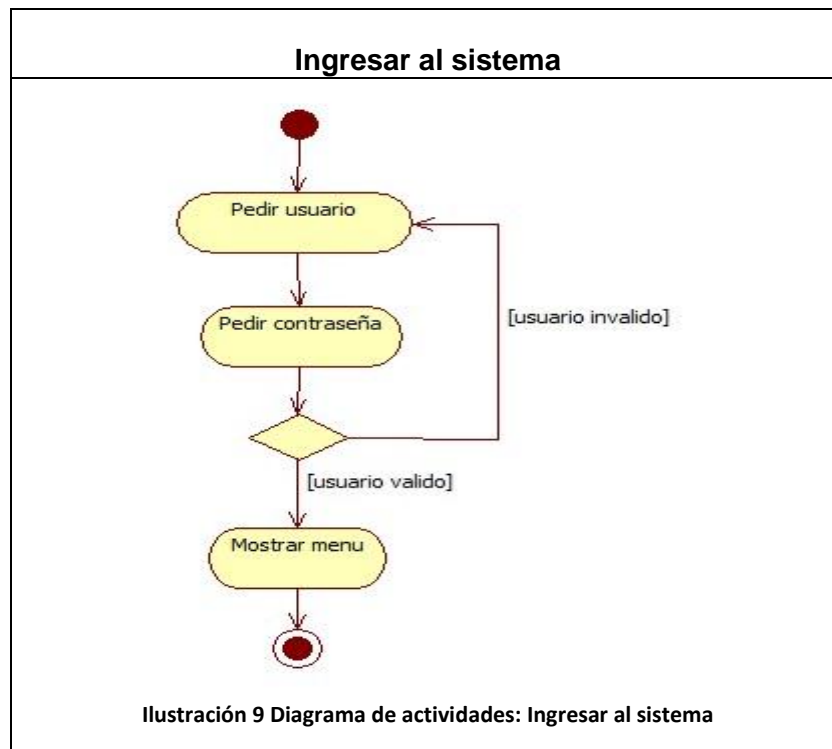 Ingresar al sistema
Pedir usuario
Pedir contraseña
[usuario invalido]
[usuario valido]
Mostrar menu
Ilustración 9 Diagrama de actividades: Ingresar al sistema